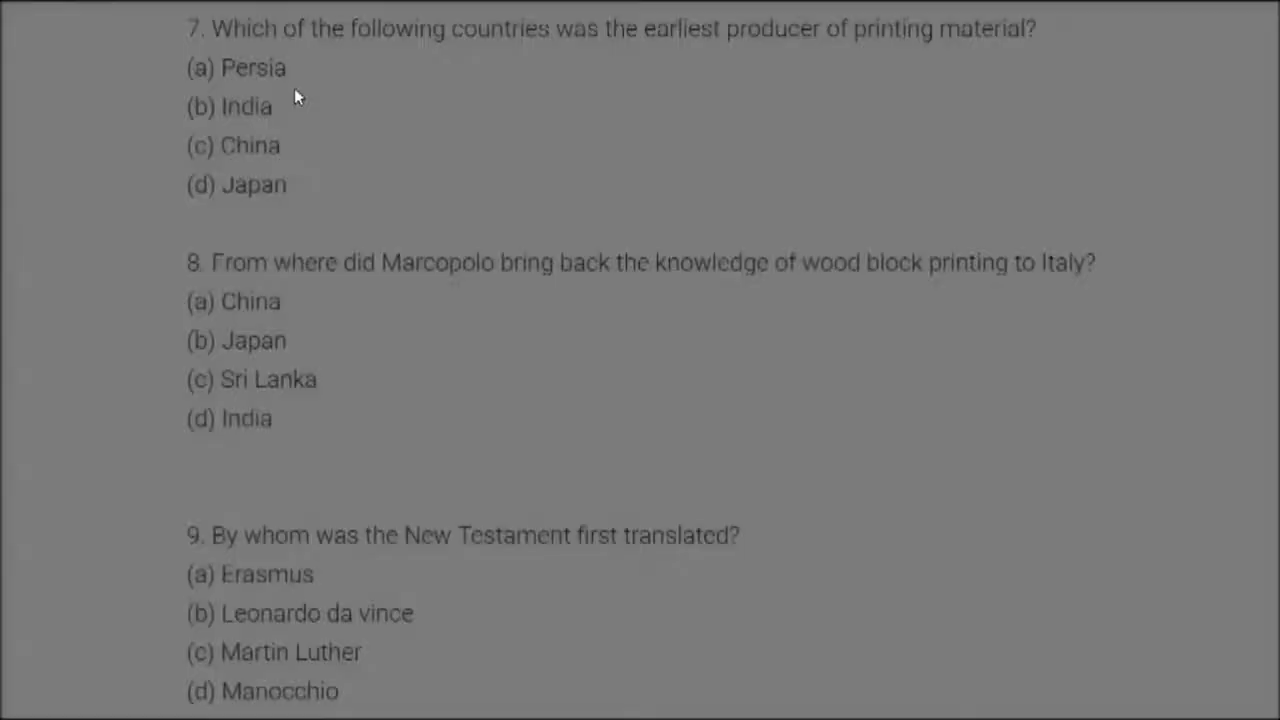 7. Which of the following countries was the earliest producer of printing material?
(a) Persia
(b) India
(c) China
(d) Japan
8. From where did Marcopolo bring back the knowledge of wood block printing to Italy?
(a) China
(b) Japan
(c) Sri Lanka
(d) India
9. By whom was the New Testament first translated?
(a) Erasmus
(b) Leonardo da vince
(c) Martin Luther
(d) Manocchio